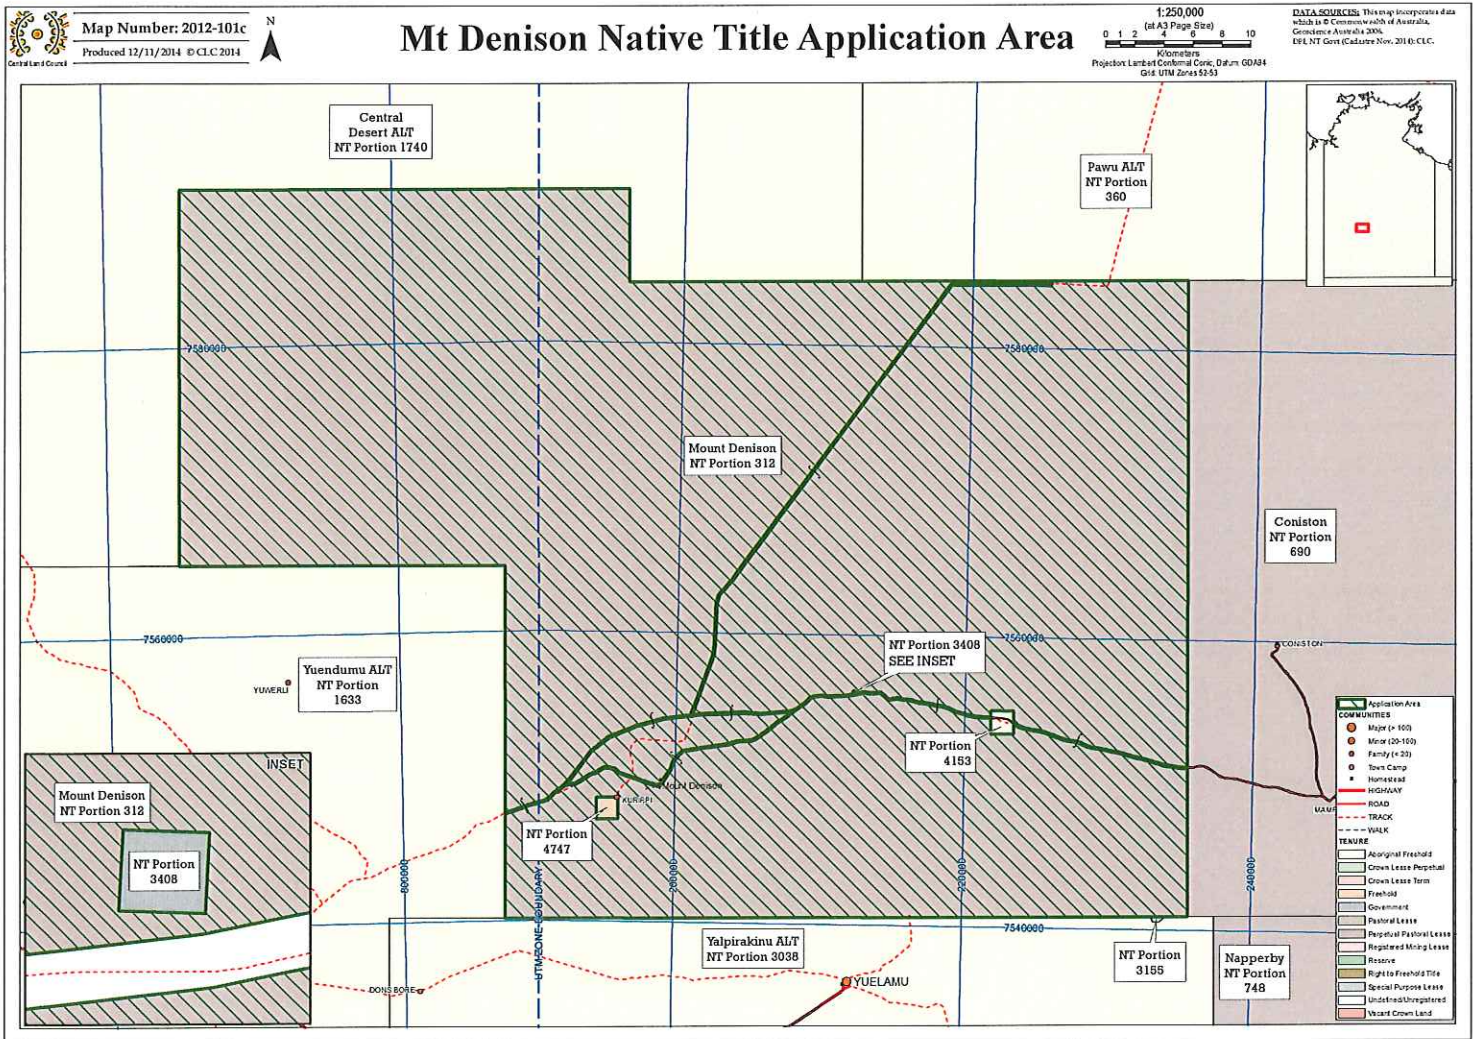 Central Land Council
Map Number: 2012-101c
Produced 12/11/2014 © CLC 2014
N
Mt Denison Native Title Application Area
1:250,000
(at A3 Page Size)
0 1 2 4 6 8 10
Kilometers
Projection: Lambert Conformal Conic, Datum: GDA94
Grid: UTM Zones 52-53
DATA SOURCES: This map incorporates data
which is © Commonwealth of Australia,
Geoscience Australia 2006.
DPI, NT Govt (Cadastre Nov, 2014); CLC.
Central
Desert ALT
NT Portion 1740
Pawu ALT
NT Portion
360
7580000
7580000
Mount Denison
NT Portion 312
Coniston
NT Portion
690
7560000
7560000
NT Portion 3408
SEE INSET
CONISTON
Yuendumu ALT
NT Portion
1633
YUWERLI
NT Portion
4153
Mount Denison
KURRPI
NT Portion
4747
INSET
Mount Denison
NT Portion 312
NT Portion
3408
800000
UTM ZONE BOUNDARY
200000
220000
240000
7540000
Yalpirakinu ALT
NT Portion 3038
NT Portion
3155
Napperby
NT Portion
748
DONS BORE
YUELAMU
Application Area
COMMUNITIES
Major (> 100)
Minor (20-100)
Family (< 20)
Town Camp
Homestead
HIGHWAY
ROAD
TRACK
WALK
TENURE
Aboriginal Freehold
Crown Lease Perpetual
Crown Lease Term
Freehold
Government
Pastoral Lease
Perpetual Pastoral Lease
Registered Mining Lease
Reserve
Right to Freehold Title
Special Purpose Lease
Undefined/Unregistered
Vacant Crown Land